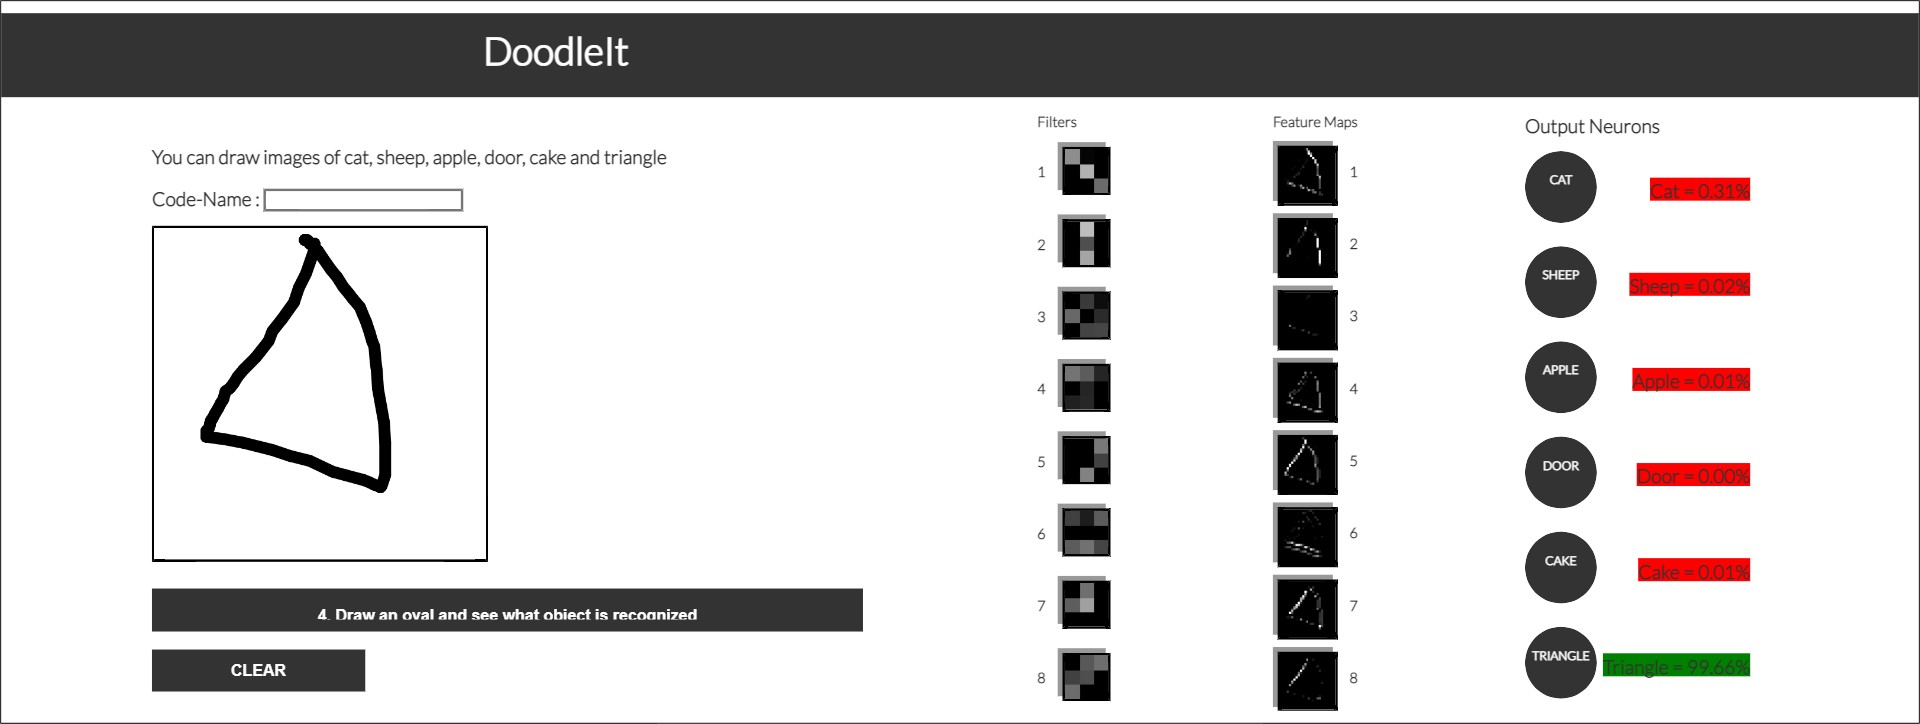 DoodleIt
You can draw images of cat, sheep, apple, door, cake and triangle
Code-Name :
4. Draw an oval and see what object is recognized
CLEAR
Filters
1
2
3
4
5
6
7
8
Feature Maps
1
2
3
4
5
6
7
8
Output Neurons
CAT
Cat = 0.31%
SHEEP
Sheep = 0.02%
APPLE
Apple = 0.01%
DOOR
Door = 0.00%
CAKE
Cake = 0.01%
TRIANGLE
Triangle = 99.66%